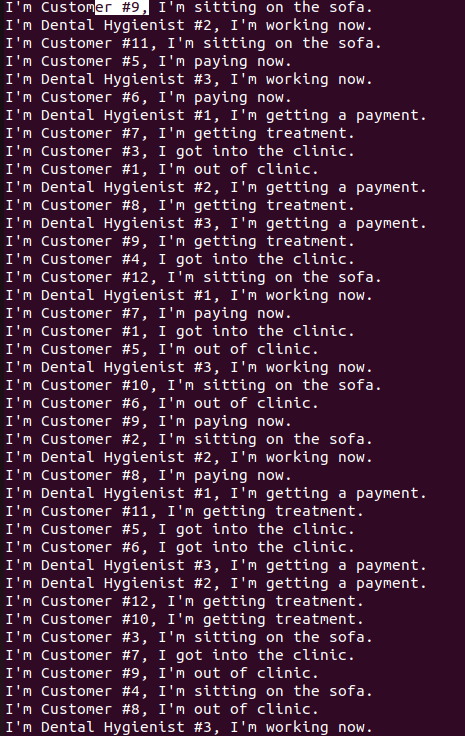 I'm Customer #9, I'm sitting on the sofa.
I'm Dental Hygienist #2, I'm working now.
I'm Customer #11, I'm sitting on the sofa.
I'm Customer #5, I'm paying now.
I'm Dental Hygienist #3, I'm working now.
I'm Customer #6, I'm paying now.
I'm Dental Hygienist #1, I'm getting a payment.
I'm Customer #7, I'm getting treatment.
I'm Customer #3, I got into the clinic.
I'm Customer #1, I'm out of clinic.
I'm Dental Hygienist #2, I'm getting a payment.
I'm Customer #8, I'm getting treatment.
I'm Dental Hygienist #3, I'm getting a payment.
I'm Customer #9, I'm getting treatment.
I'm Customer #4, I got into the clinic.
I'm Customer #12, I'm sitting on the sofa.
I'm Dental Hygienist #1, I'm working now.
I'm Customer #7, I'm paying now.
I'm Customer #1, I got into the clinic.
I'm Customer #5, I'm out of clinic.
I'm Dental Hygienist #3, I'm working now.
I'm Customer #10, I'm sitting on the sofa.
I'm Customer #6, I'm out of clinic.
I'm Customer #9, I'm paying now.
I'm Customer #2, I'm sitting on the sofa.
I'm Dental Hygienist #2, I'm working now.
I'm Customer #8, I'm paying now.
I'm Dental Hygienist #1, I'm getting a payment.
I'm Customer #11, I'm getting treatment.
I'm Customer #5, I got into the clinic.
I'm Customer #6, I got into the clinic.
I'm Dental Hygienist #3, I'm getting a payment.
I'm Dental Hygienist #2, I'm getting a payment.
I'm Customer #12, I'm getting treatment.
I'm Customer #10, I'm getting treatment.
I'm Customer #3, I'm sitting on the sofa.
I'm Customer #7, I got into the clinic.
I'm Customer #9, I'm out of clinic.
I'm Customer #4, I'm sitting on the sofa.
I'm Customer #8, I'm out of clinic.
I'm Dental Hygienist #3, I'm working now.